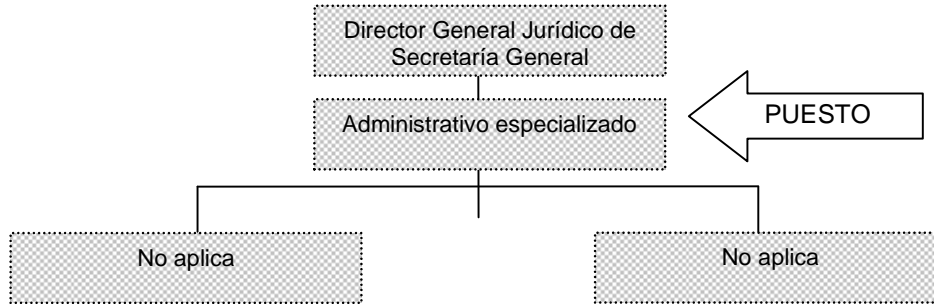 Director General Jurídico de
Secretaría General
Administrativo especializado
PUESTO
No aplica
No aplica